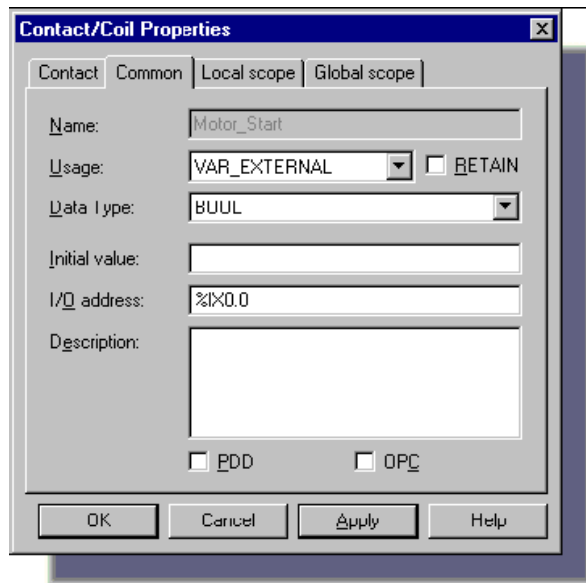 Contact/Coil Properties
Contact Common Local scope Global scope
Name: Motor_Start
Usage: VAR_EXTERNAL RETAIN
Data Type: BOOL
Initial value:
I/O address: %IX0.0
Description:
PDD OPC
OK Cancel Apply Help